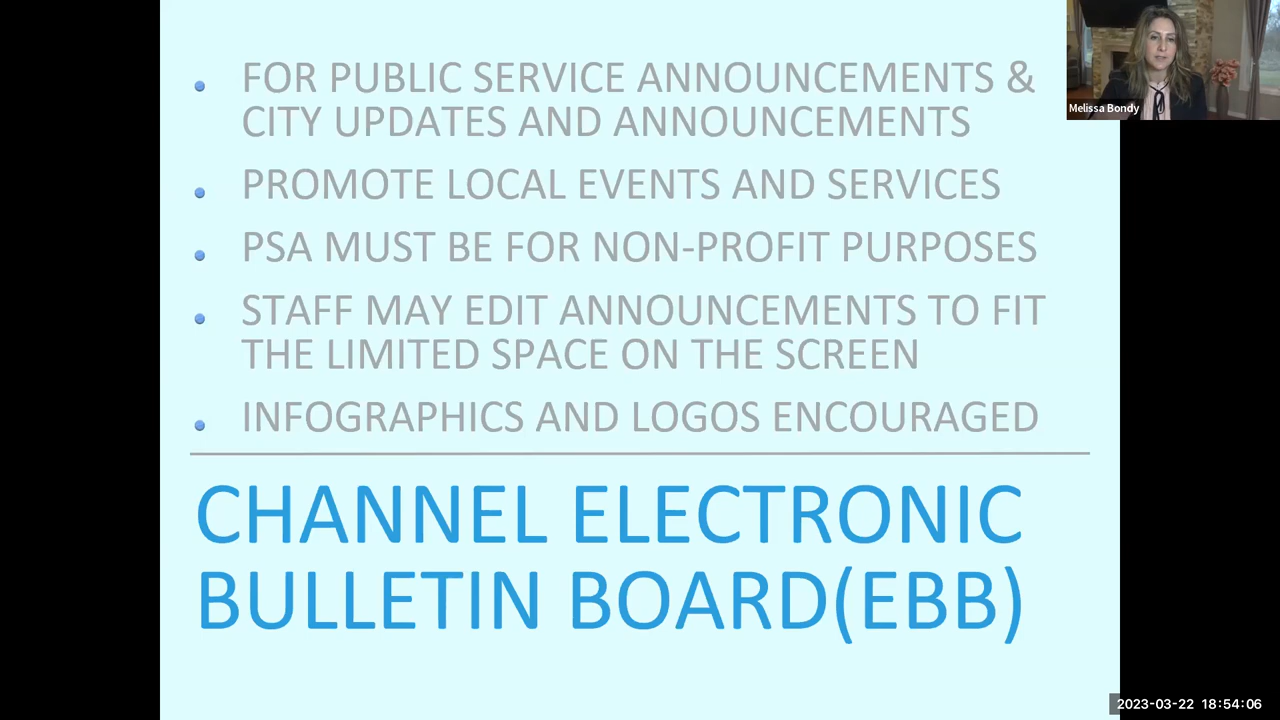 FOR PUBLIC SERVICE ANNOUNCEMENTS &
CITY UPDATES AND ANNOUNCEMENTS
PROMOTE LOCAL EVENTS AND SERVICES
PSA MUST BE FOR NON-PROFIT PURPOSES
STAFF MAY EDIT ANNOUNCEMENTS TO FIT
THE LIMITED SPACE ON THE SCREEN
INFOGRAPHICS AND LOGOS ENCOURAGED
CHANNEL ELECTRONIC
BULLETIN BOARD(EBB)
Melissa Bondy
2023-03-22 18:54:06